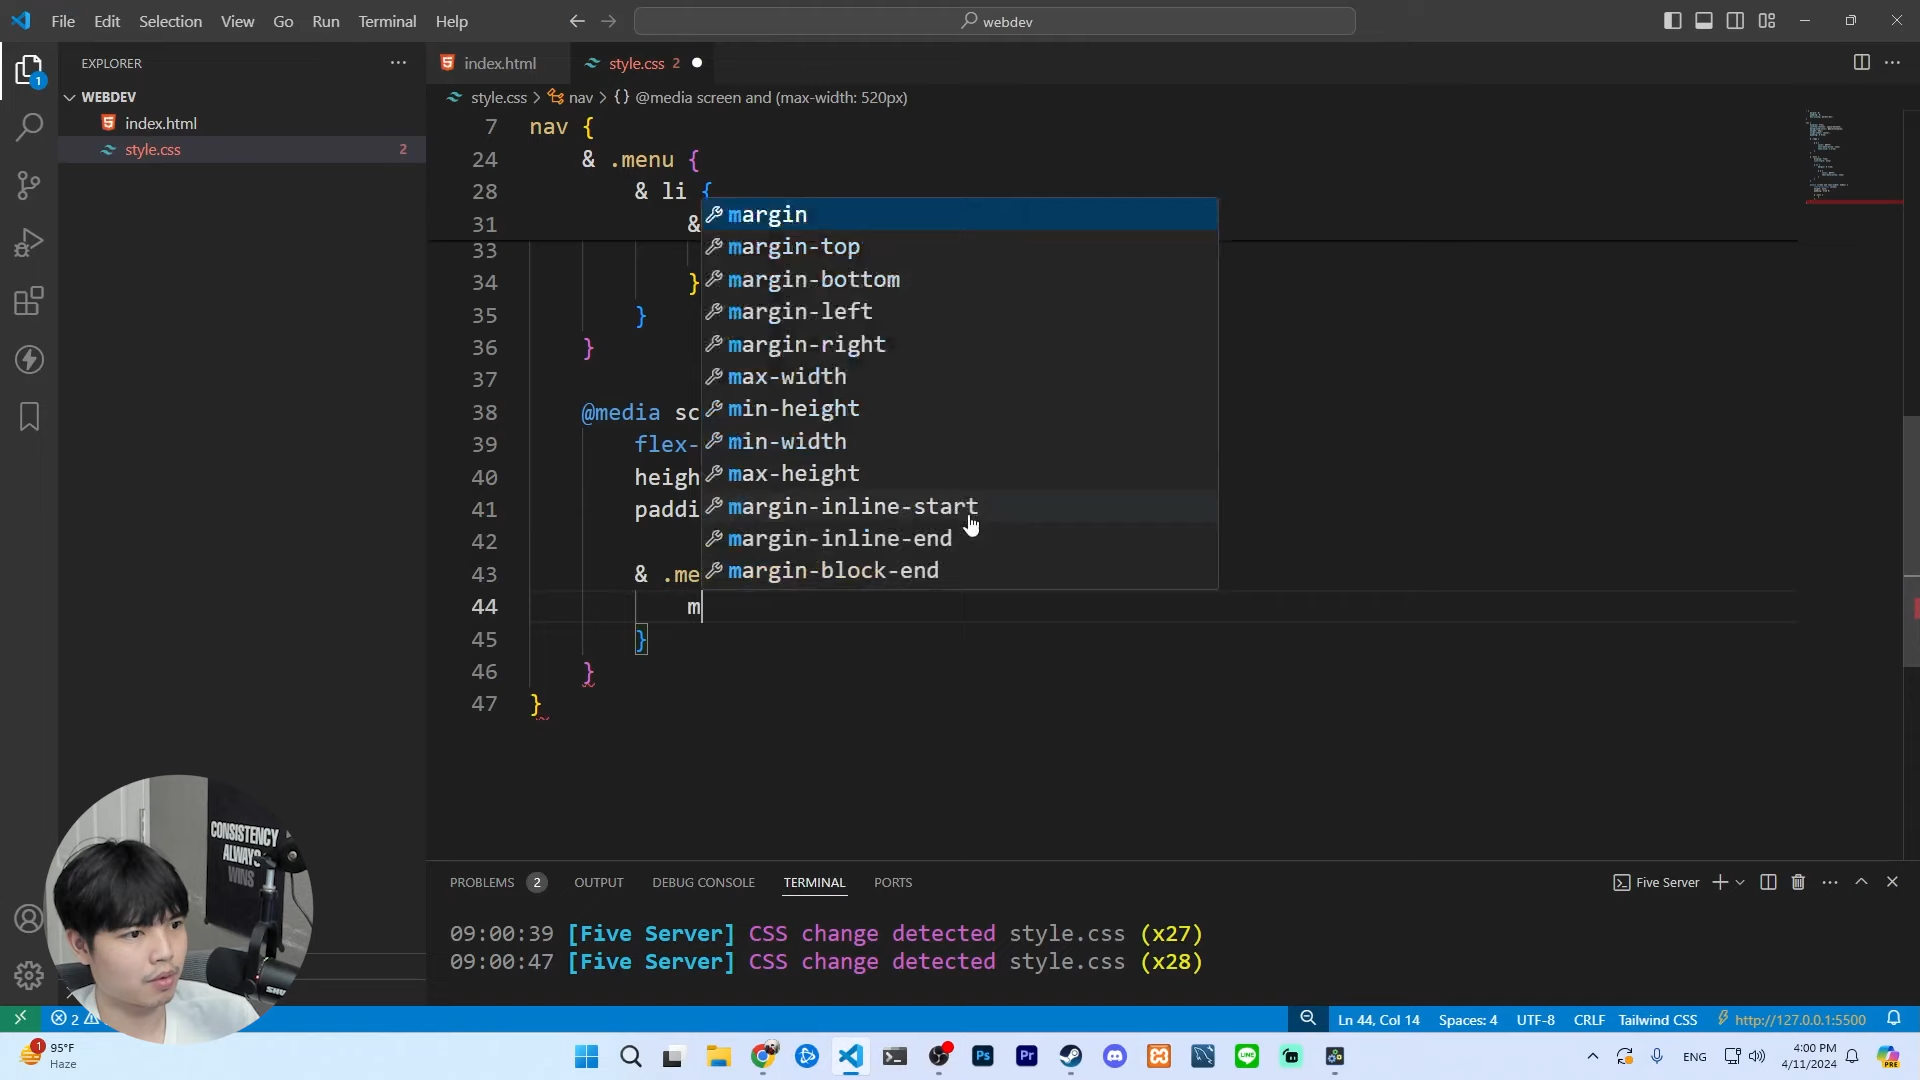 File Edit Selection View Go Run Terminal Help
webdev
EXPLORER
index.html
style.css 2
WEBDEV
index.html
style.css 2
1
style.css > nav > {} @media screen and (max-width: 520px)
7 nav {
24 & .menu {
28 & li {
31 &
33
34 }
35 }
36 }
37
38 @media sc
39 flex-
40 heigh
41 paddi
42
43 & .me
44 m
45 }
46 }
47 }
margin
margin-top
margin-bottom
margin-left
margin-right
max-width
min-height
min-width
max-height
margin-inline-start
margin-inline-end
margin-block-end
CONSISTENCY
ALWAYS
WINS
PROBLEMS 2 OUTPUT DEBUG CONSOLE TERMINAL PORTS
Five Server
09:00:39 [Five Server] CSS change detected style.css (x27)
09:00:47 [Five Server] CSS change detected style.css (x28)
2
Ln 44, Col 14 Spaces: 4 UTF-8 CRLF Tailwind CSS http://127.0.0.1:5500
1
95°F
Haze
Ps
Pr
LINE
ENG
4:00 PM
4/11/2024
PRE